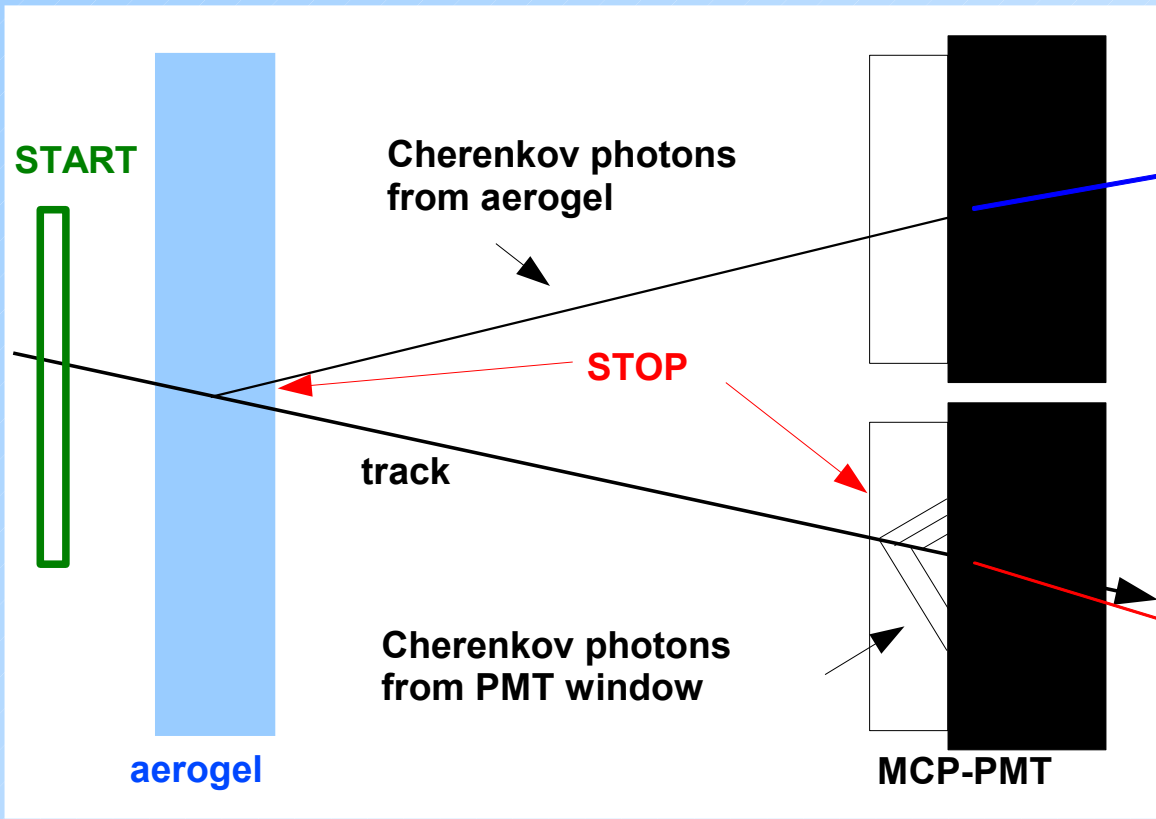 START
Cherenkov photons
from aerogel
STOP
track
Cherenkov photons
from PMT window
aerogel
MCP-PMT